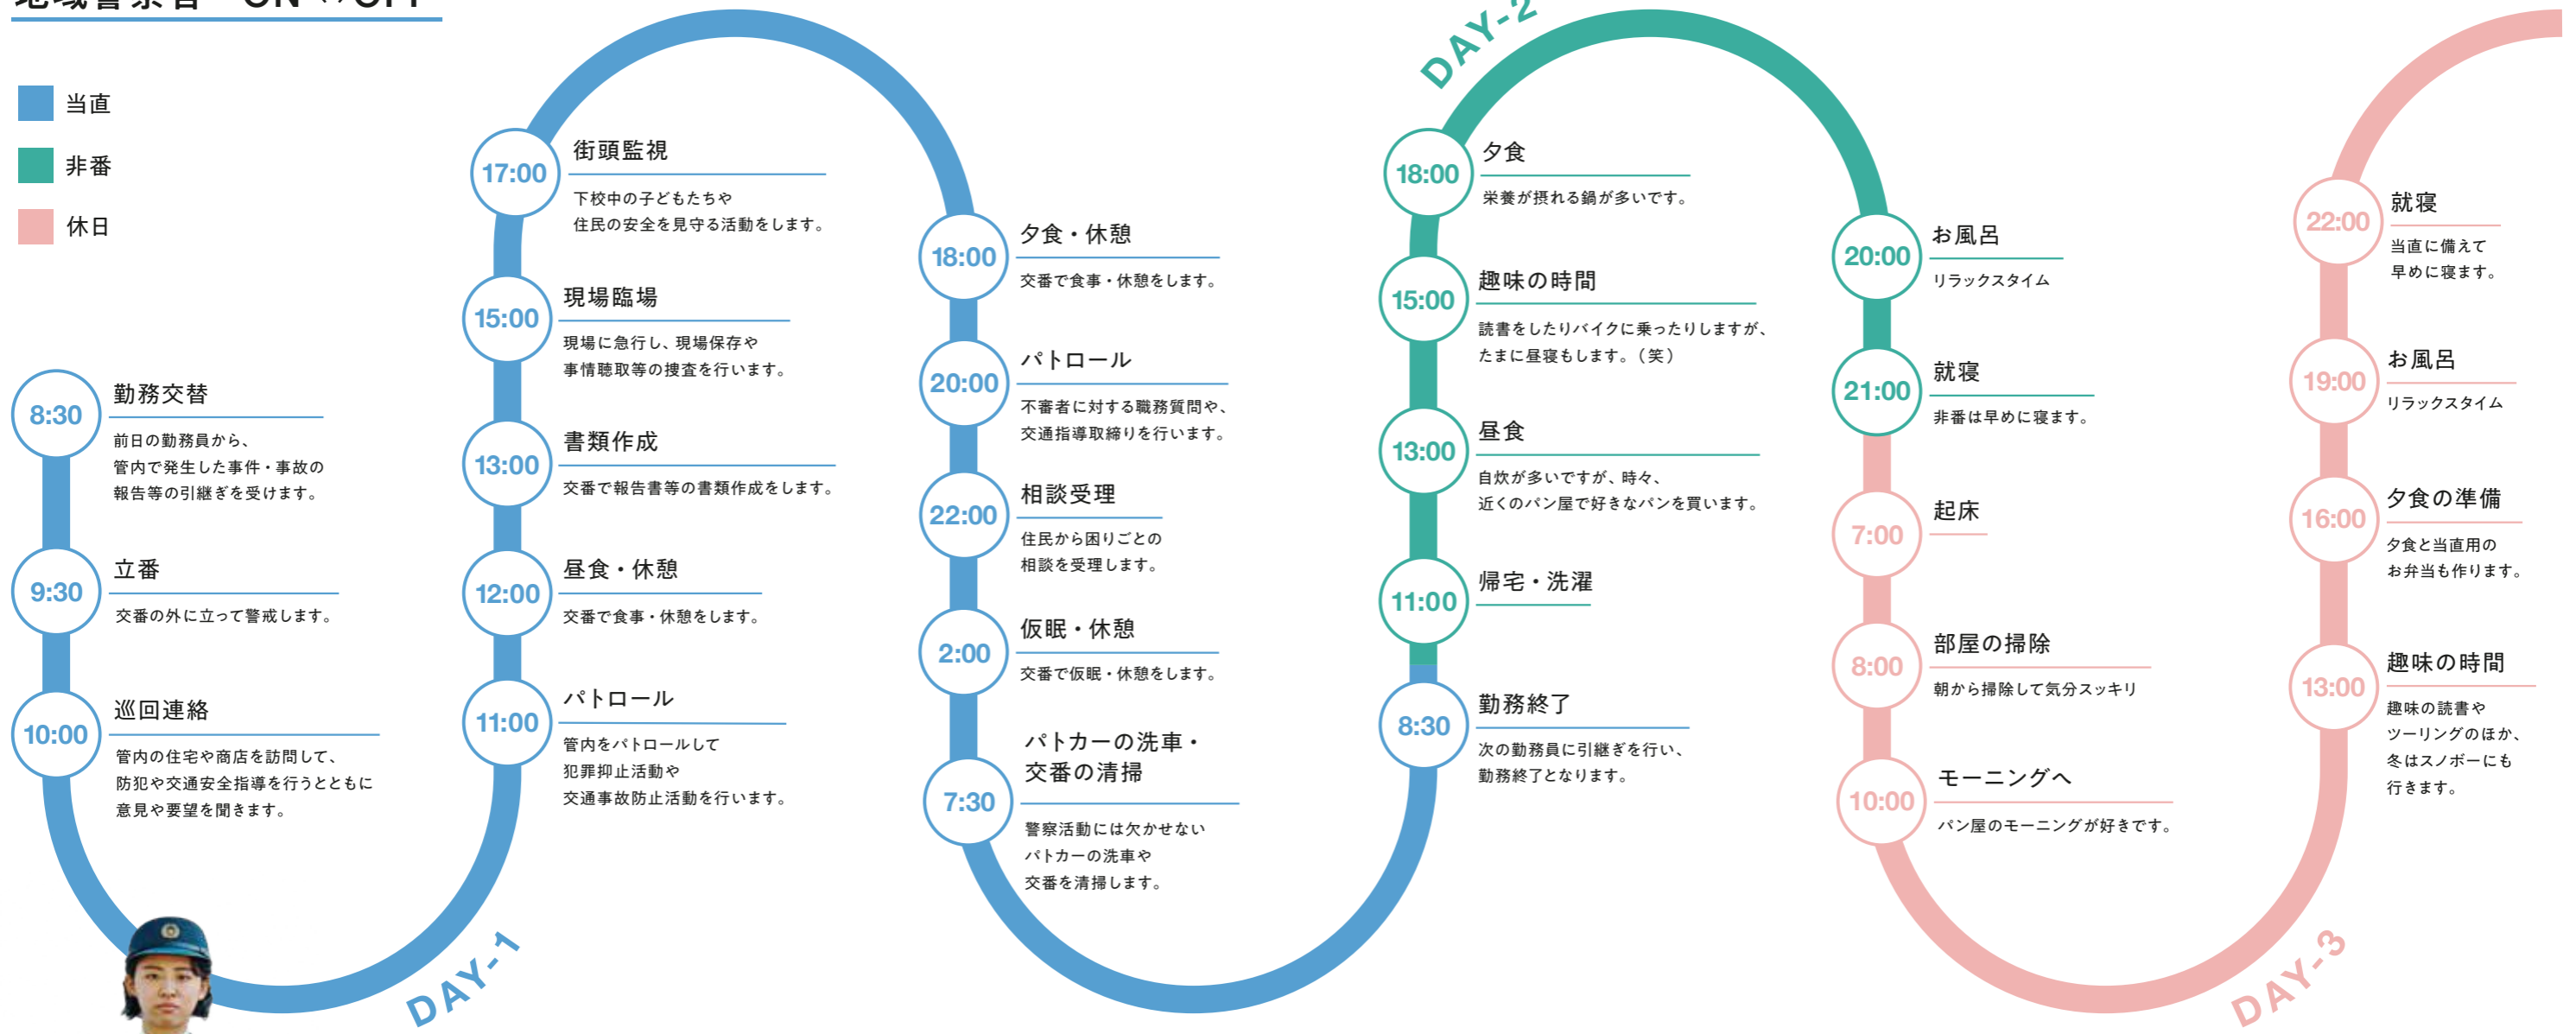 ON
当直
非番
休日
8:30
勤務交替
前日の勤務員から、
管内で発生した事件・事故の
報告等の引継ぎを受けます。
9:30
立番
交番の外に立って警戒します。
10:00
巡回連絡
管内の住宅や商店を訪問して、
防犯や交通安全指導を行うとともに
意見や要望を聞きます。
DAY-1
11:00
パトロール
管内をパトロールして
犯罪抑止活動や
交通事故防止活動を行います。
12:00
昼食・休憩
交番で食事・休憩をします。
13:00
書類作成
交番で報告書等の書類作成をします。
15:00
現場臨場
現場に急行し、現場保存や
事情聴取等の捜査を行います。
17:00
街頭監視
下校中の子どもたちや
住民の安全を見守る活動をします。
18:00
夕食・休憩
交番で食事・休憩をします。
20:00
パトロール
不審者に対する職務質問や、
交通指導取締りを行います。
22:00
相談受理
住民から困りごとの
相談を受理します。
2:00
仮眠・休憩
交番で仮眠・休憩をします。
7:30
パトカーの洗車・
交番の清掃
警察活動には欠かせない
パトカーの洗車や
交番を清掃します。
8:30
勤務終了
次の勤務員に引継ぎを行い、
勤務終了となります。
11:00
帰宅・洗濯
13:00
昼食
自炊が多いですが、時々、
近くのパン屋で好きなパンを買います。
15:00
趣味の時間
読書をしたりバイクに乗ったりしますが、
たまに昼寝もします。（笑）
18:00
夕食
栄養が摂れる鍋が多いです。
DAY-2
20:00
お風呂
リラックスタイム
21:00
就寝
非番は早めに寝ます。
7:00
起床
8:00
部屋の掃除
朝から掃除して気分スッキリ
10:00
モーニングへ
パン屋のモーニングが好きです。
DAY-3
13:00
趣味の時間
趣味の読書や
ツーリングのほか、
冬はスノボーにも
行きます。
16:00
夕食の準備
夕食と当直用の
お弁当も作ります。
19:00
お風呂
リラックスタイム
22:00
就寝
当直に備えて
早めに寝ます。